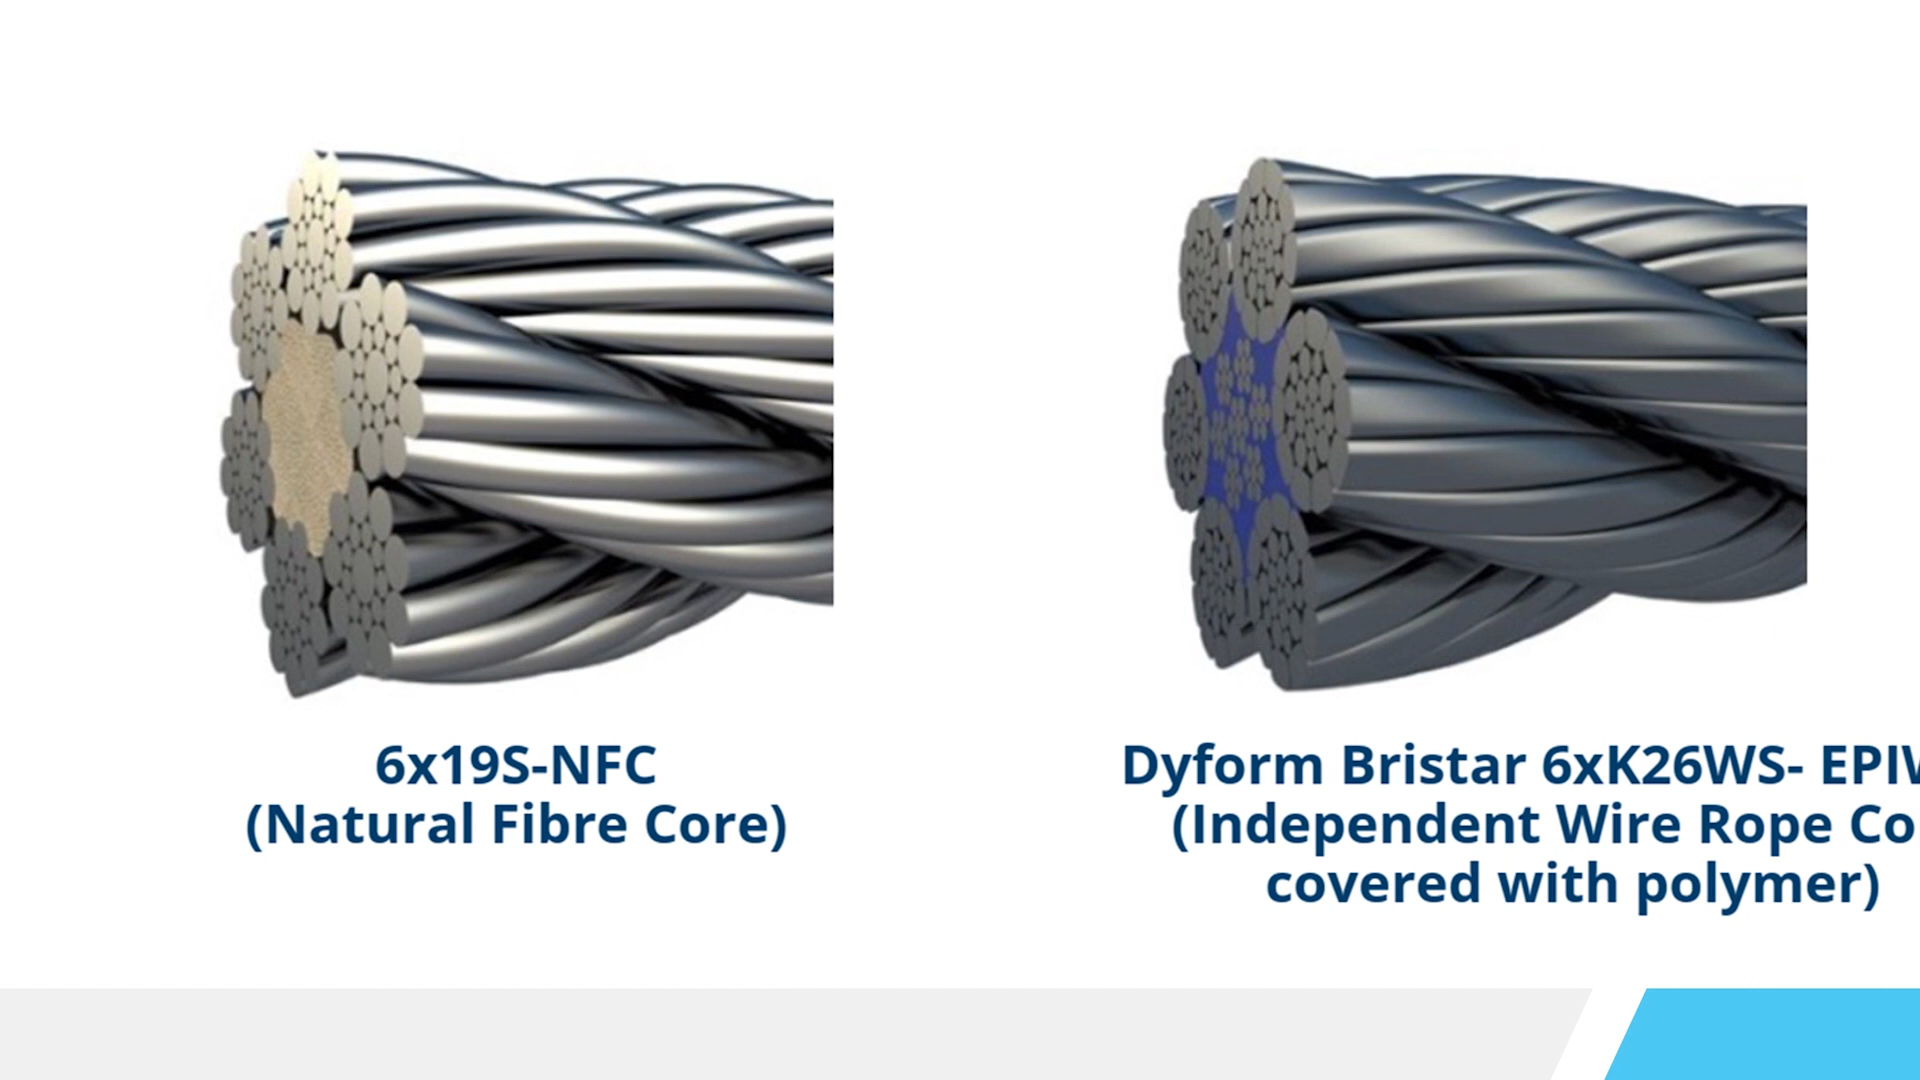 6x19S-NFC
(Natural Fibre Core)
Dyform Bristar 6xK26WS- EPI
(Independent Wire Rope Co
covered with polymer)